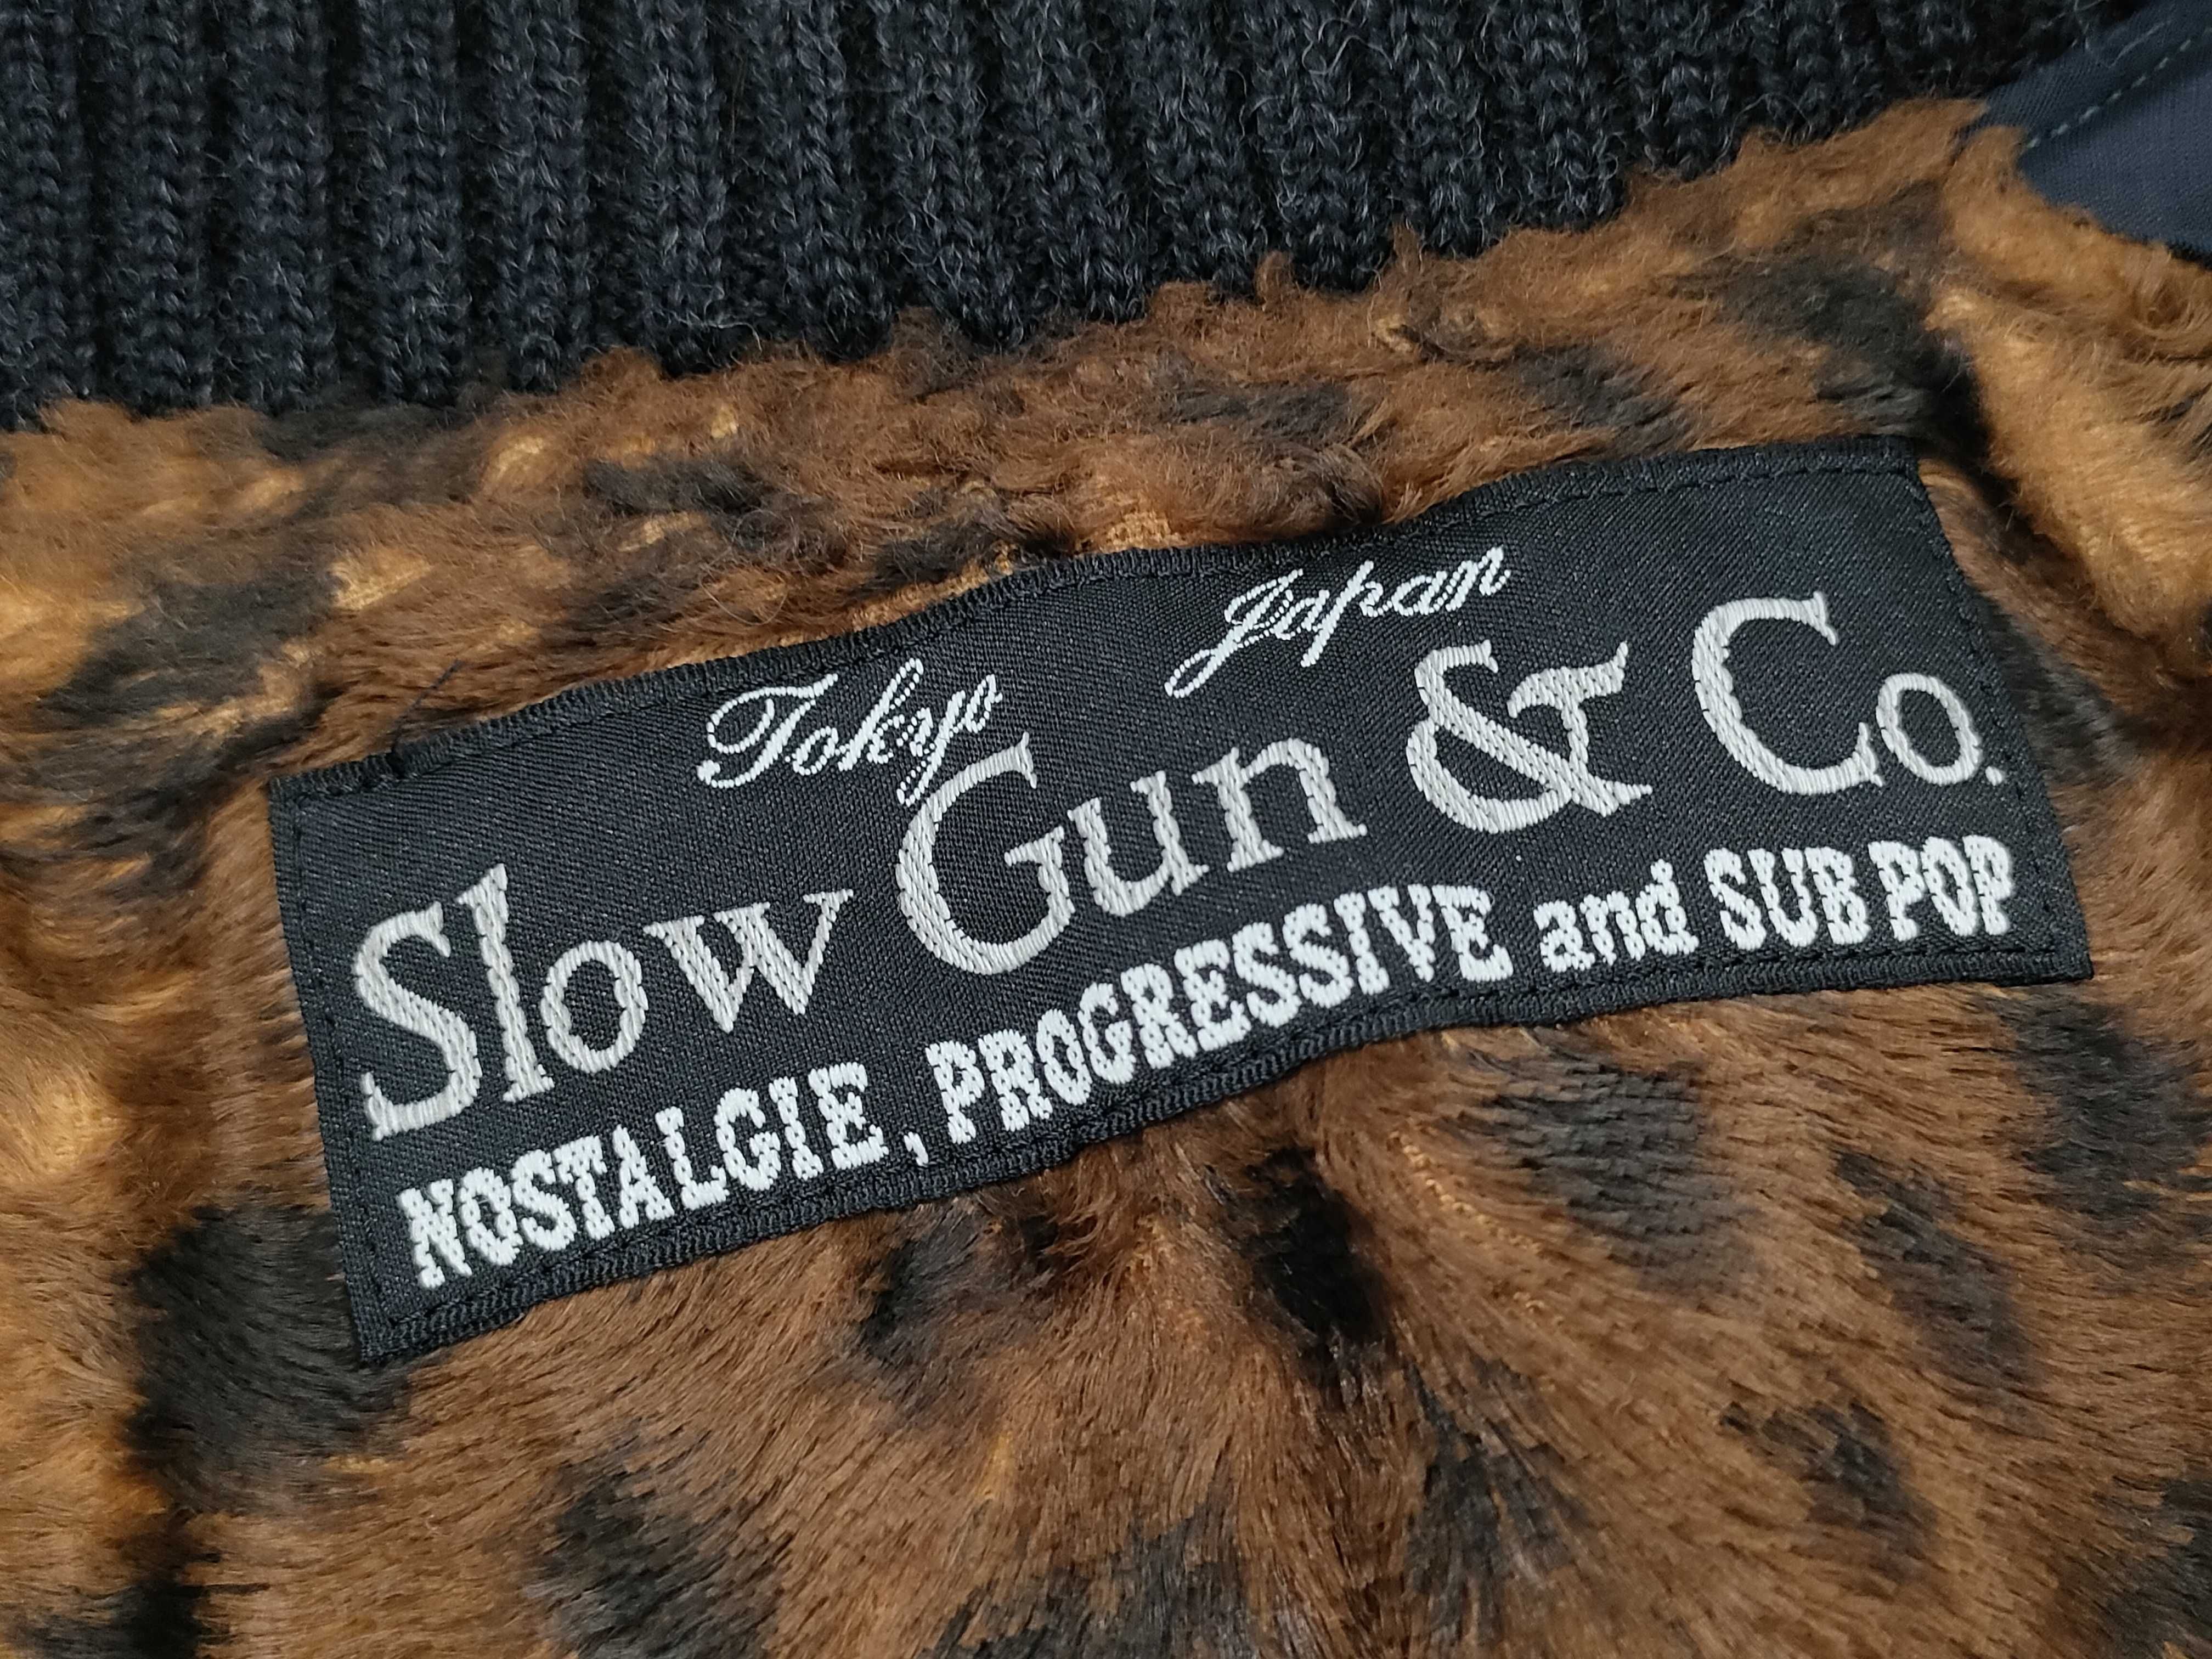 Tokyo Japan
Slow Gun & Co.
NOSTALGIE, PROGRESSIVE and SUB POP